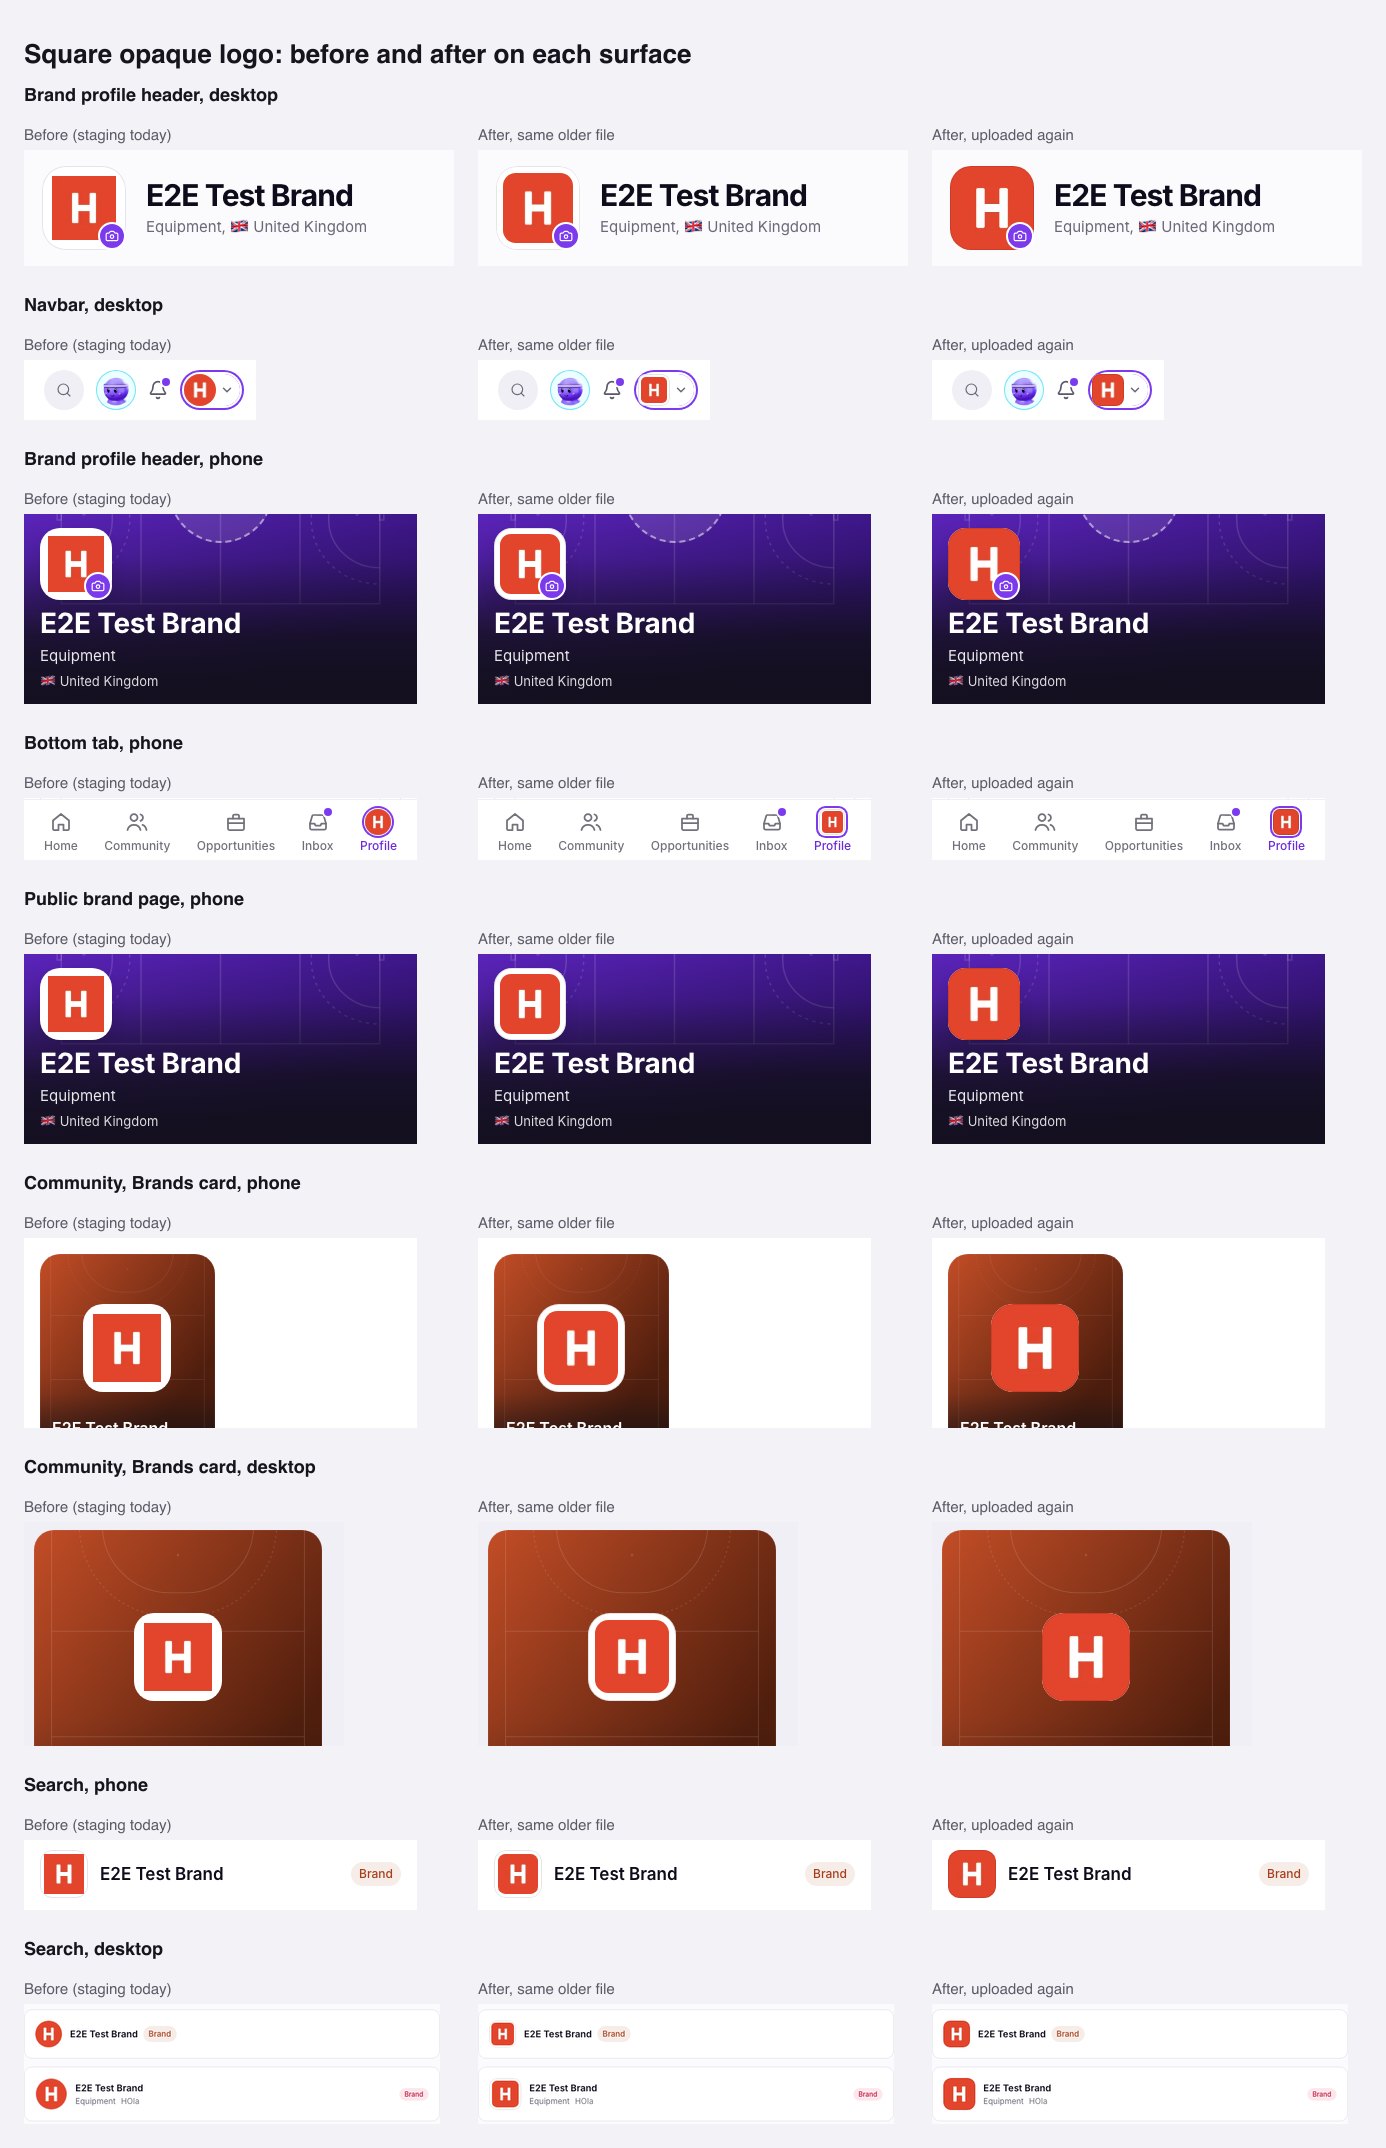 Square opaque logo: before and after on each surface
Brand profile header, desktop
Before (staging today)
After, same older file
After, uploaded again
H
E2E Test Brand
Equipment, 🇬🇧 United Kingdom
H
E2E Test Brand
Equipment, 🇬🇧 United Kingdom
H
E2E Test Brand
Equipment, 🇬🇧 United Kingdom
Navbar, desktop
Before (staging today)
After, same older file
After, uploaded again
H
H
H
Brand profile header, phone
Before (staging today)
After, same older file
After, uploaded again
H
E2E Test Brand
Equipment
🇬🇧 United Kingdom
H
E2E Test Brand
Equipment
🇬🇧 United Kingdom
H
E2E Test Brand
Equipment
🇬🇧 United Kingdom
Bottom tab, phone
Before (staging today)
After, same older file
After, uploaded again
H
Home Community Opportunities Inbox Profile
H
Home Community Opportunities Inbox Profile
H
Home Community Opportunities Inbox Profile
Public brand page, phone
Before (staging today)
After, same older file
After, uploaded again
H
E2E Test Brand
Equipment
🇬🇧 United Kingdom
H
E2E Test Brand
Equipment
🇬🇧 United Kingdom
H
E2E Test Brand
Equipment
🇬🇧 United Kingdom
Community, Brands card, phone
Before (staging today)
After, same older file
After, uploaded again
H
E2E Test Brand
H
E2E Test Brand
H
E2E Test Brand
Community, Brands card, desktop
Before (staging today)
After, same older file
After, uploaded again
H
H
H
Search, phone
Before (staging today)
After, same older file
After, uploaded again
H E2E Test Brand Brand
H E2E Test Brand Brand
H E2E Test Brand Brand
Search, desktop
Before (staging today)
After, same older file
After, uploaded again
H E2E Test Brand Brand
H E2E Test Brand Brand
Equipment HOla
H E2E Test Brand Brand
H E2E Test Brand Brand
Equipment HOla
H E2E Test Brand Brand
H E2E Test Brand Brand
Equipment HOla